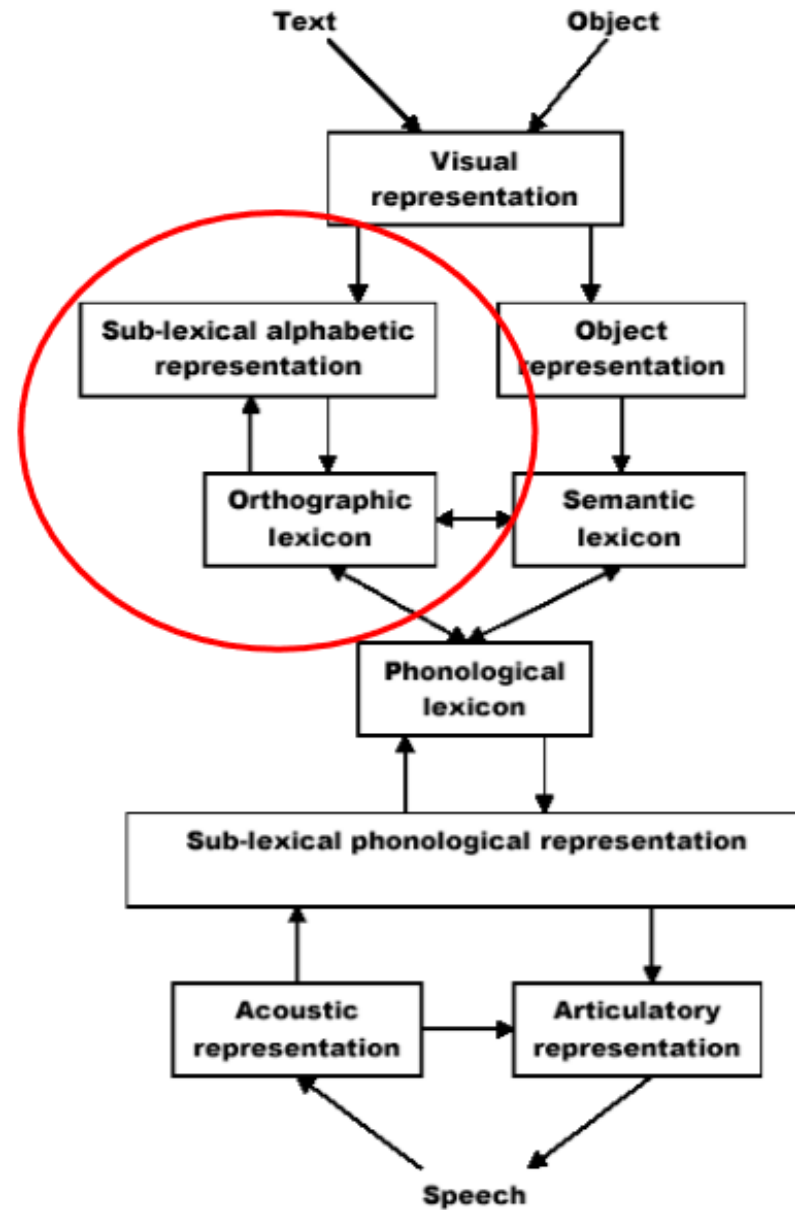 Text
Object
Visual
representation
Sub-lexical alphabetic
representation
Object
representation
Orthographic
lexicon
Semantic
lexicon
Phonological
lexicon
Sub-lexical phonological representation
Acoustic
representation
Articulatory
representation
Speech